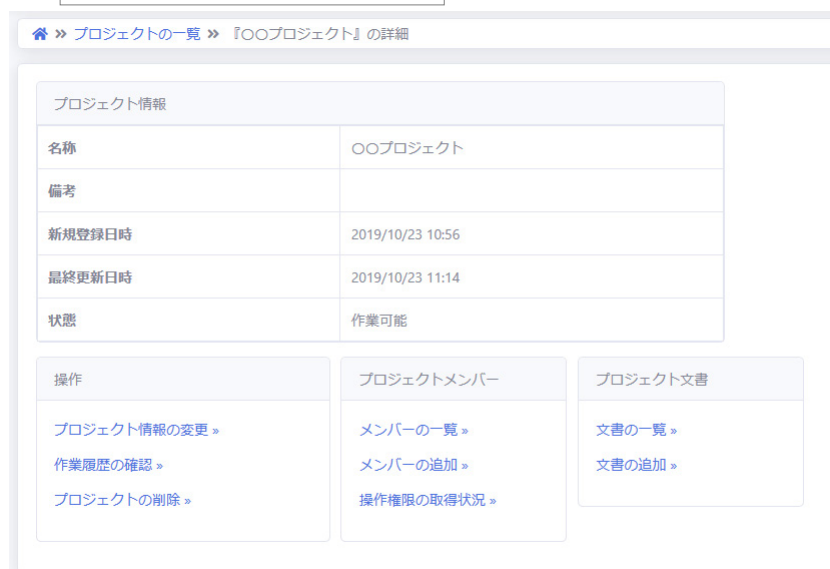 » プロジェクトの一覧 » 『〇〇プロジェクト』の詳細
プロジェクト情報
名称 〇〇プロジェクト
備考
新規登録日時 2019/10/23 10:56
最終更新日時 2019/10/23 11:14
状態 作業可能
操作
プロジェクト情報の変更 »
作業履歴の確認 »
プロジェクトの削除 »
プロジェクトメンバー
メンバーの一覧 »
メンバーの追加 »
操作権限の取得状況 »
プロジェクト文書
文書の一覧 »
文書の追加 »